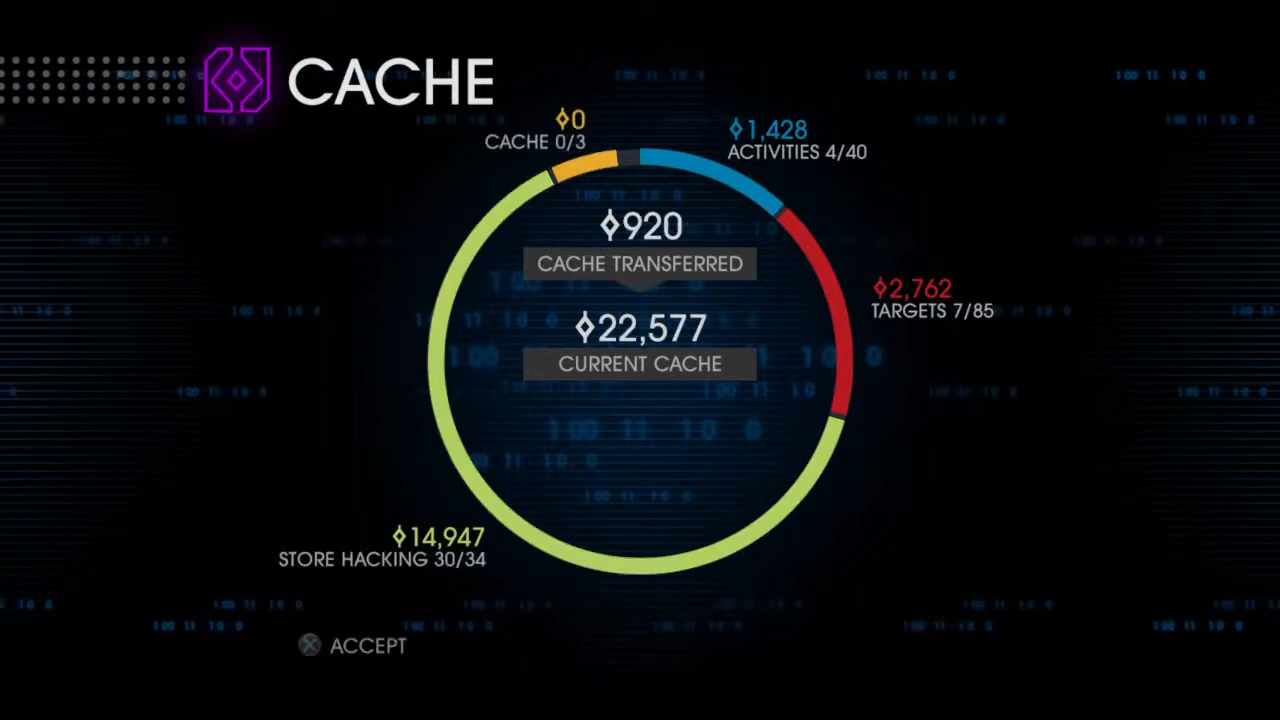 CACHE
0
CACHE 0/3
1,428
ACTIVITIES 4/40
920
CACHE TRANSFERRED
2,762
TARGETS 7/85
22,577
CURRENT CACHE
14,947
STORE HACKING 30/34
ACCEPT